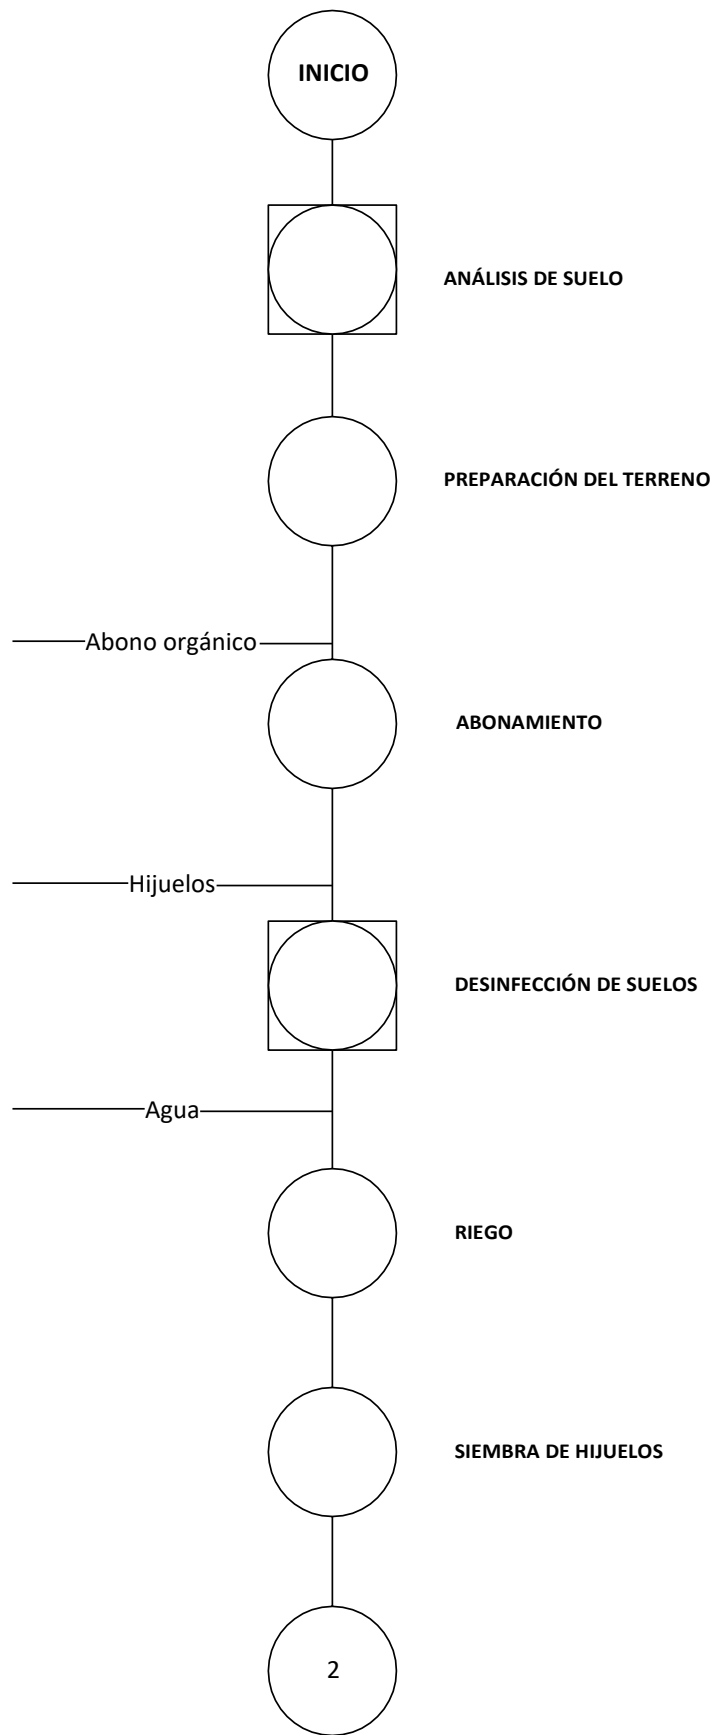 INICIO
ANÁLISIS DE SUELO
PREPARACIÓN DEL TERRENO
Abono orgánico
ABONAMIENTO
Hijuelos
DESINFECCIÓN DE SUELOS
Agua
RIEGO
SIEMBRA DE HIJUELOS
2